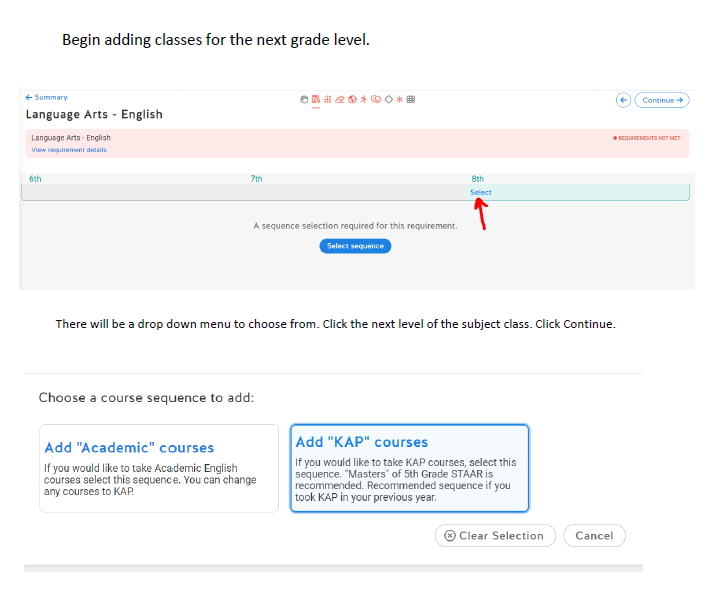 Begin adding classes for the next grade level.
← Summary
Continue →
Language Arts - English
Language Arts - English
REQUIREMENTS NOT MET
View requirement details
6th 7th 8th
Select
A sequence selection required for this requirement.
Select sequence
There will be a drop down menu to choose from. Click the next level of the subject class. Click Continue.
Choose a course sequence to add:
Add "Academic" courses
If you would like to take Academic English
courses select this sequence. You can change
any courses to KAP.
Add "KAP" courses
If you would like to take KAP courses, select this
sequence. "Masters" of 5th Grade STAAR is
recommended. Recommended sequence if you
took KAP in your previous year.
Clear Selection
Cancel